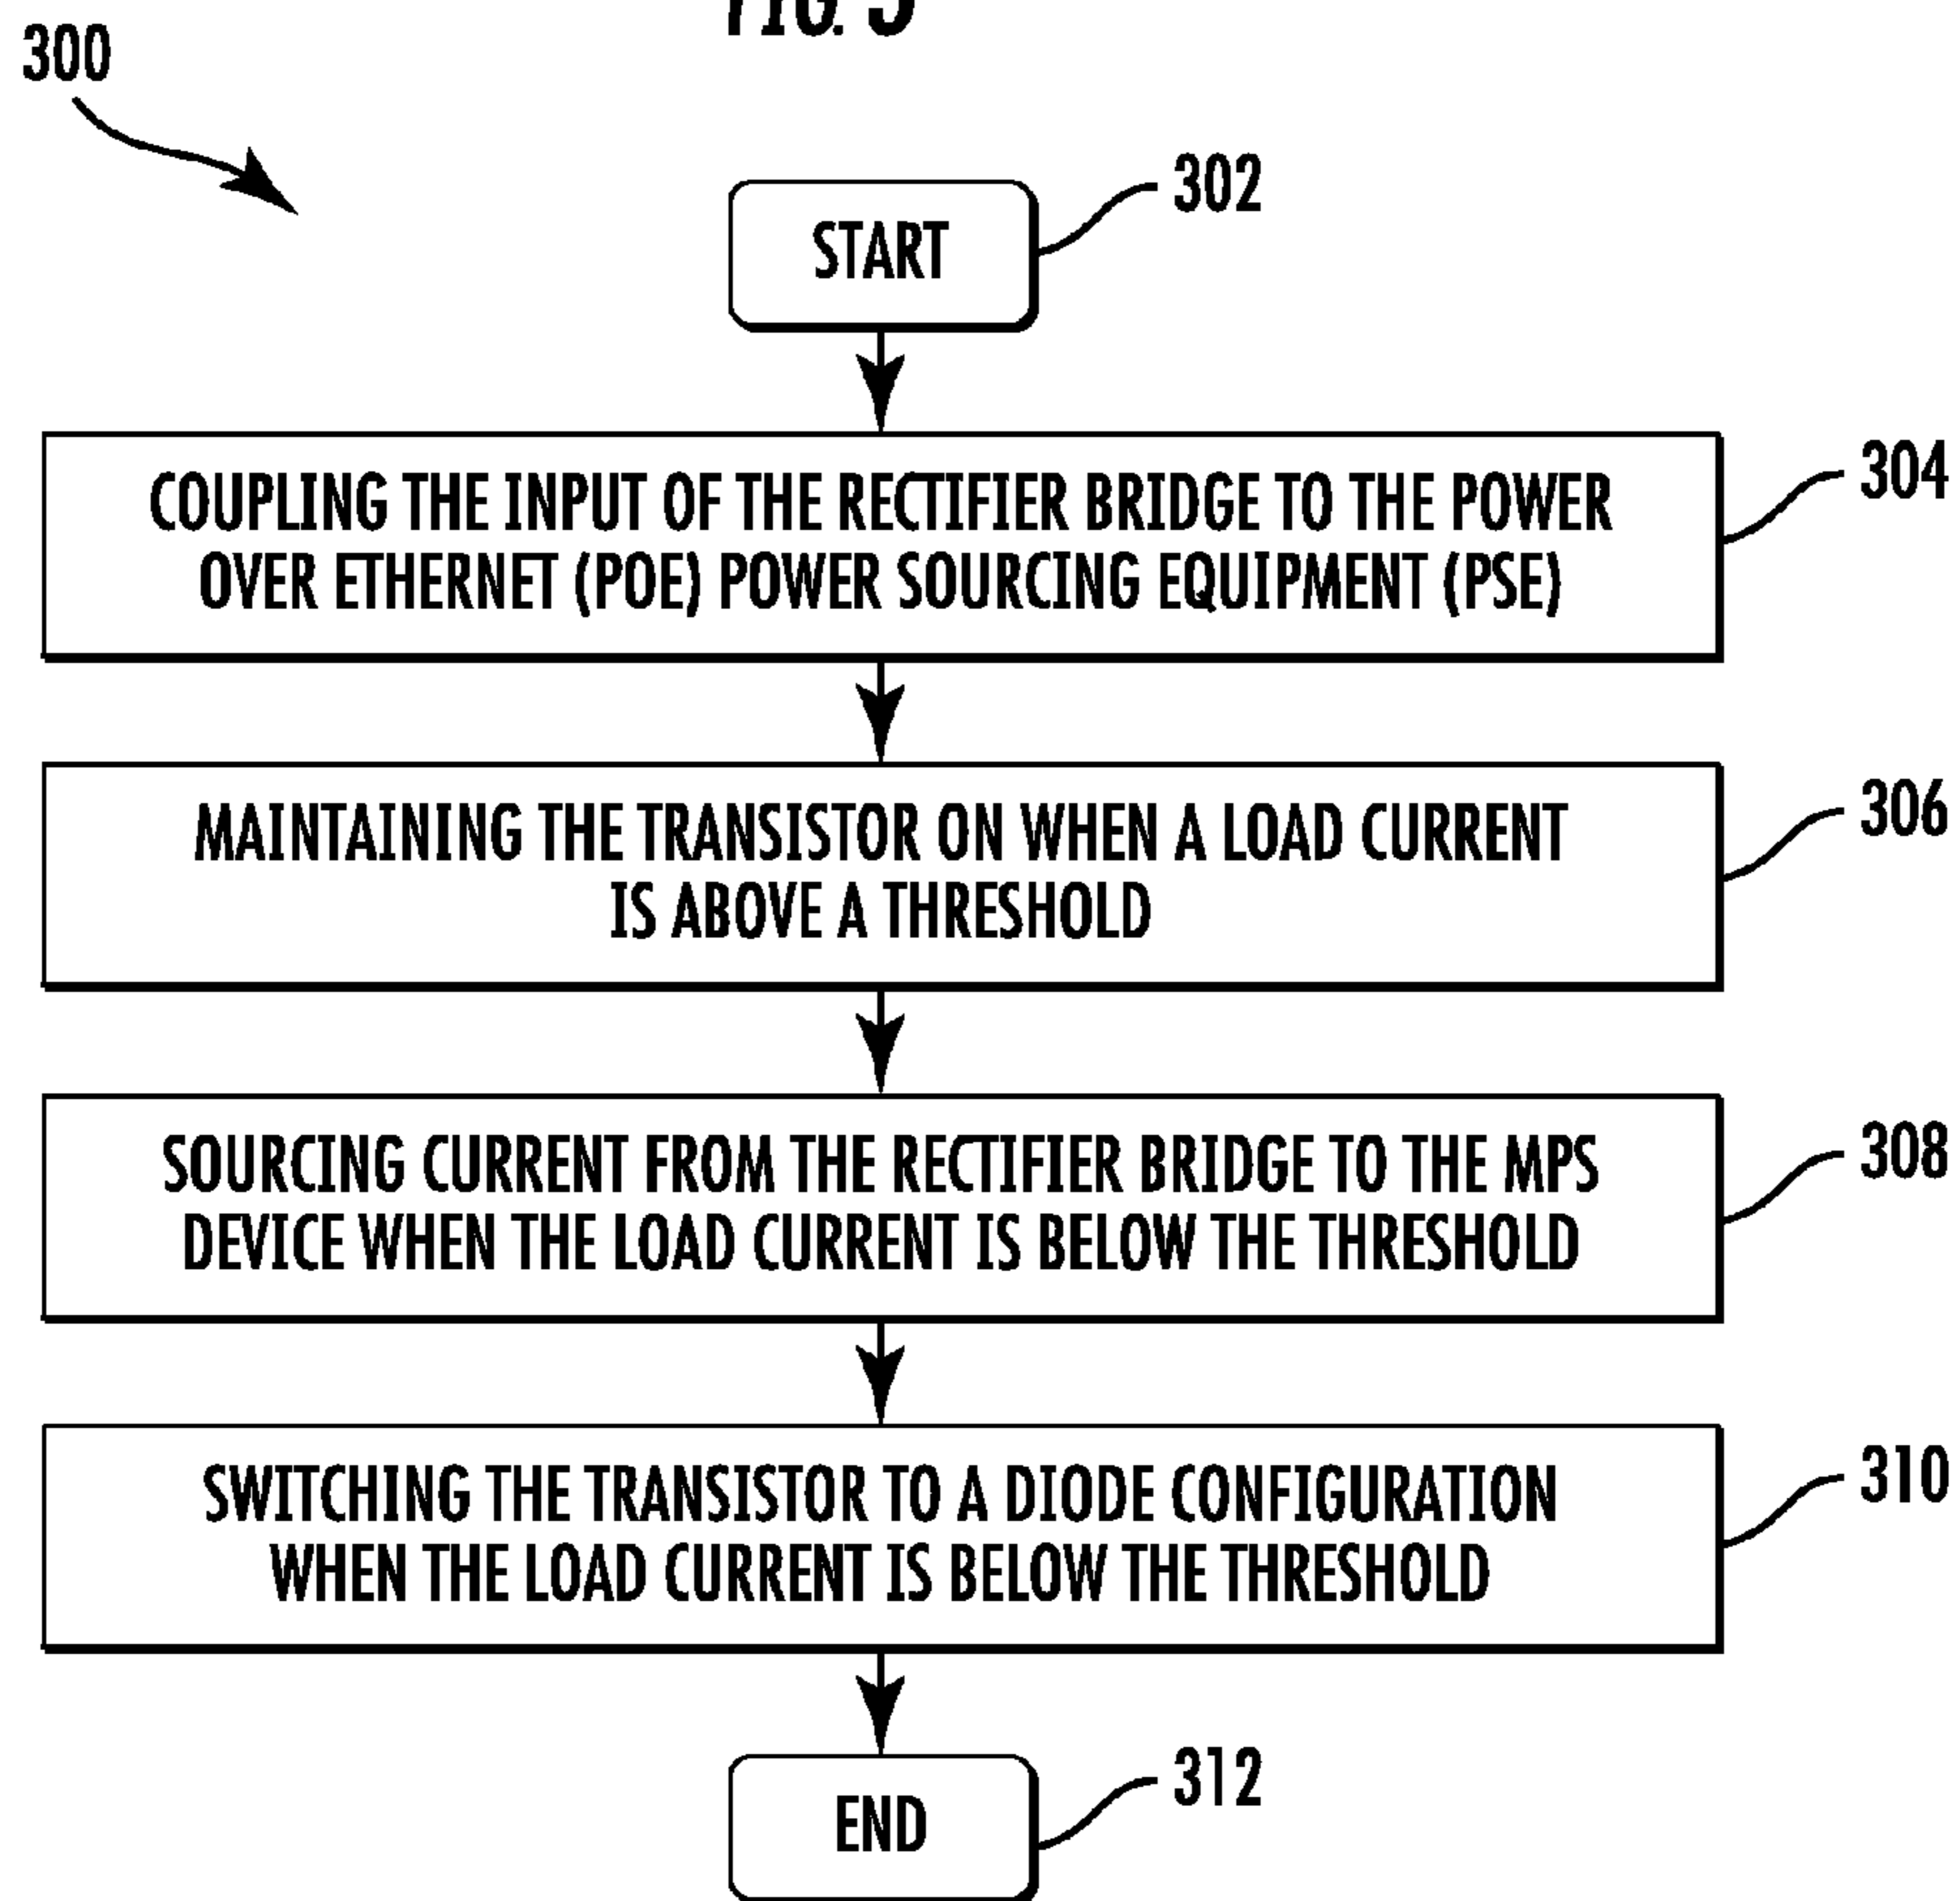 300
302
START
304
COUPLING THE INPUT OF THE RECTIFIER BRIDGE TO THE POWER
OVER ETHERNET (POE) POWER SOURCING EQUIPMENT (PSE)
306
MAINTAINING THE TRANSISTOR ON WHEN A LOAD CURRENT
IS ABOVE A THRESHOLD
308
SOURCING CURRENT FROM THE RECTIFIER BRIDGE TO THE MPS
DEVICE WHEN THE LOAD CURRENT IS BELOW THE THRESHOLD
310
SWITCHING THE TRANSISTOR TO A DIODE CONFIGURATION
WHEN THE LOAD CURRENT IS BELOW THE THRESHOLD
312
END